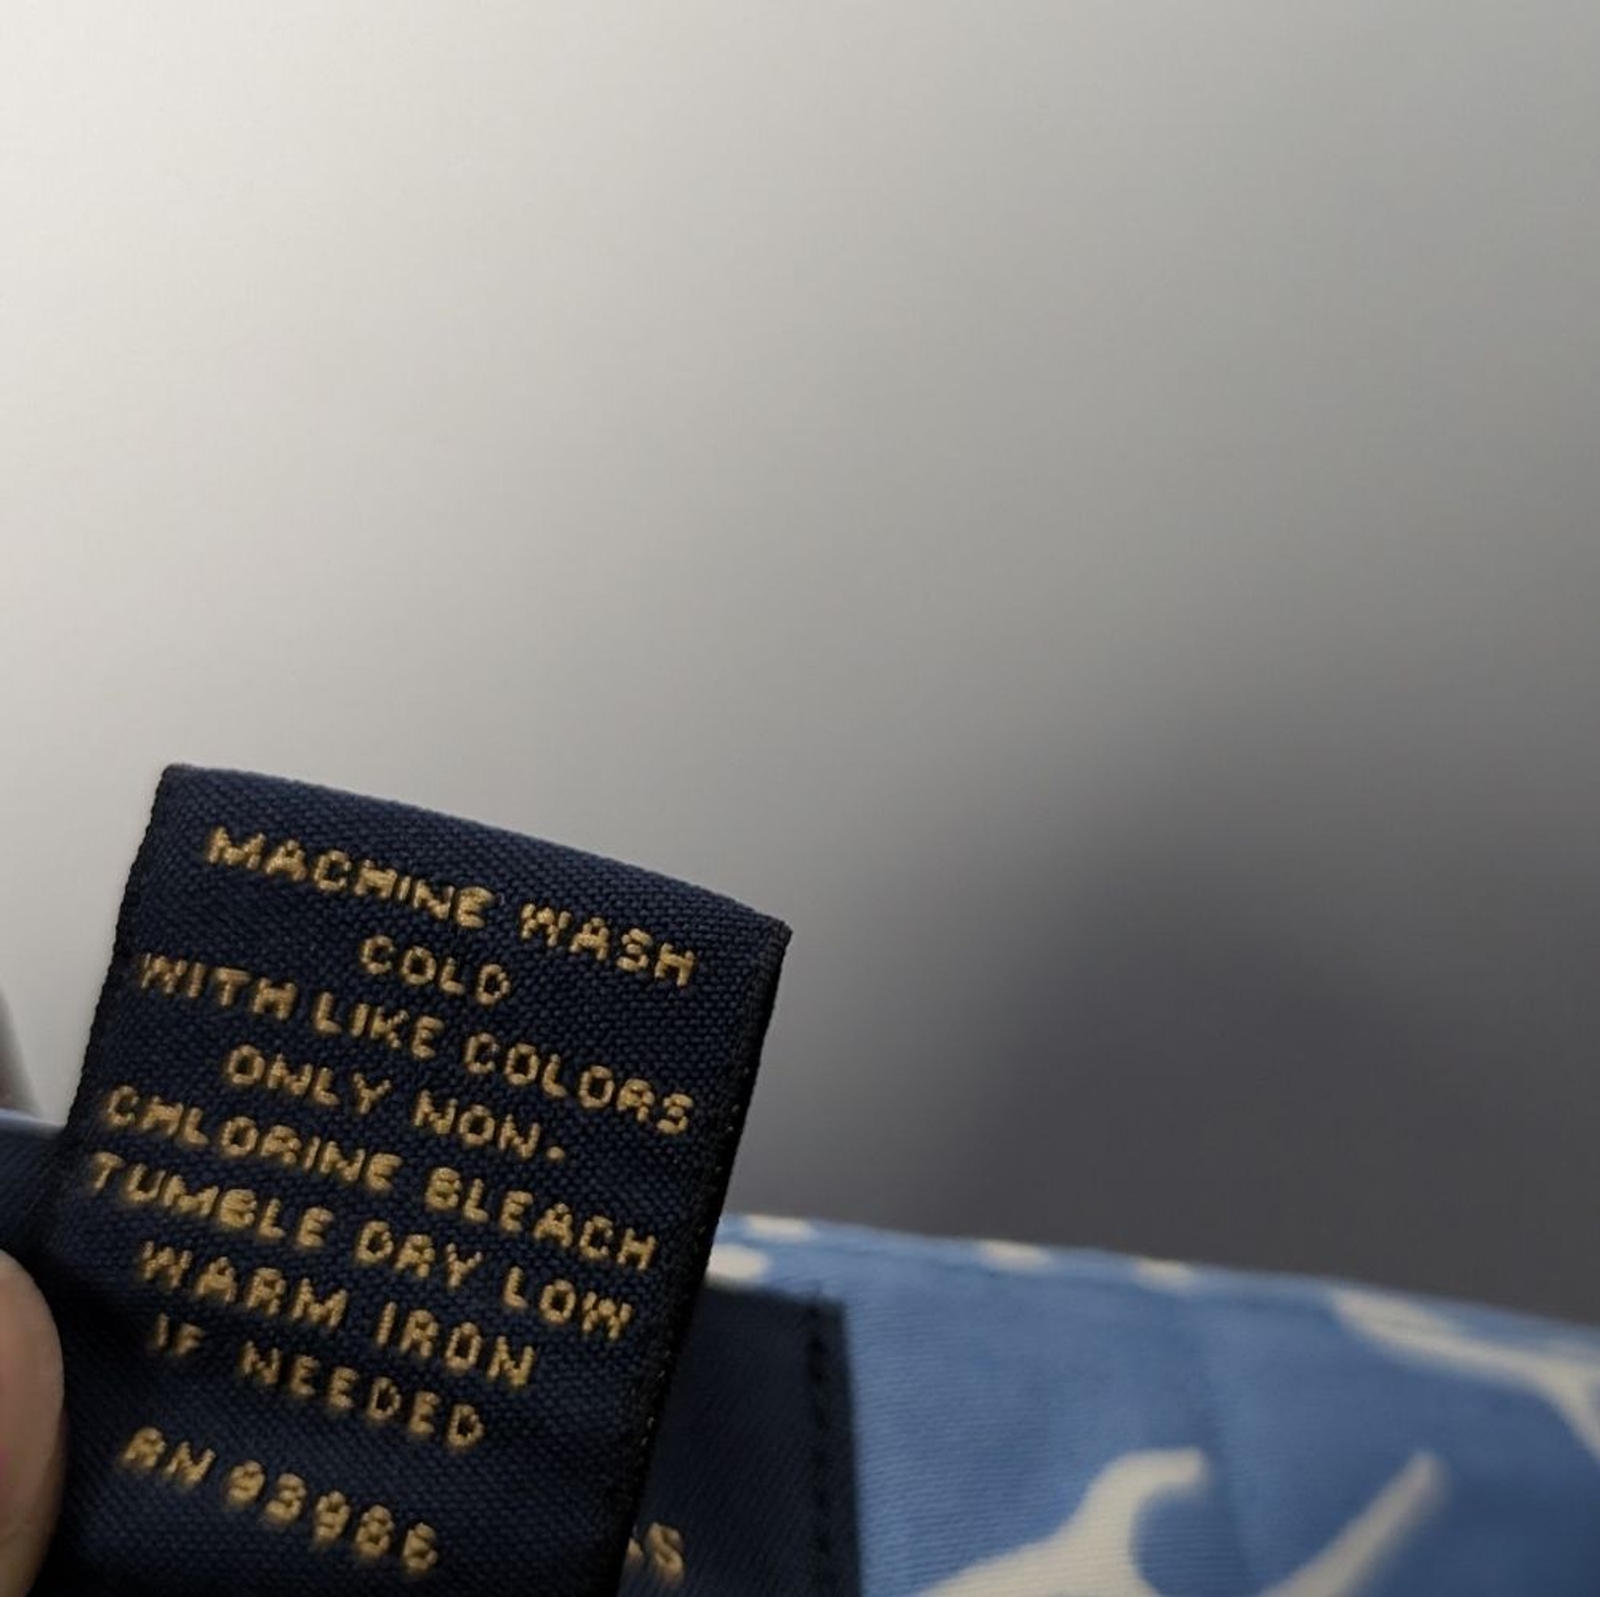 MACHINE WASH
COLD
WITH LIKE COLORS
ONLY NON.
CHLORINE BLEACH
TUMBLE DRY LOW
WARM IRON
IF NEEDED
RN 93986